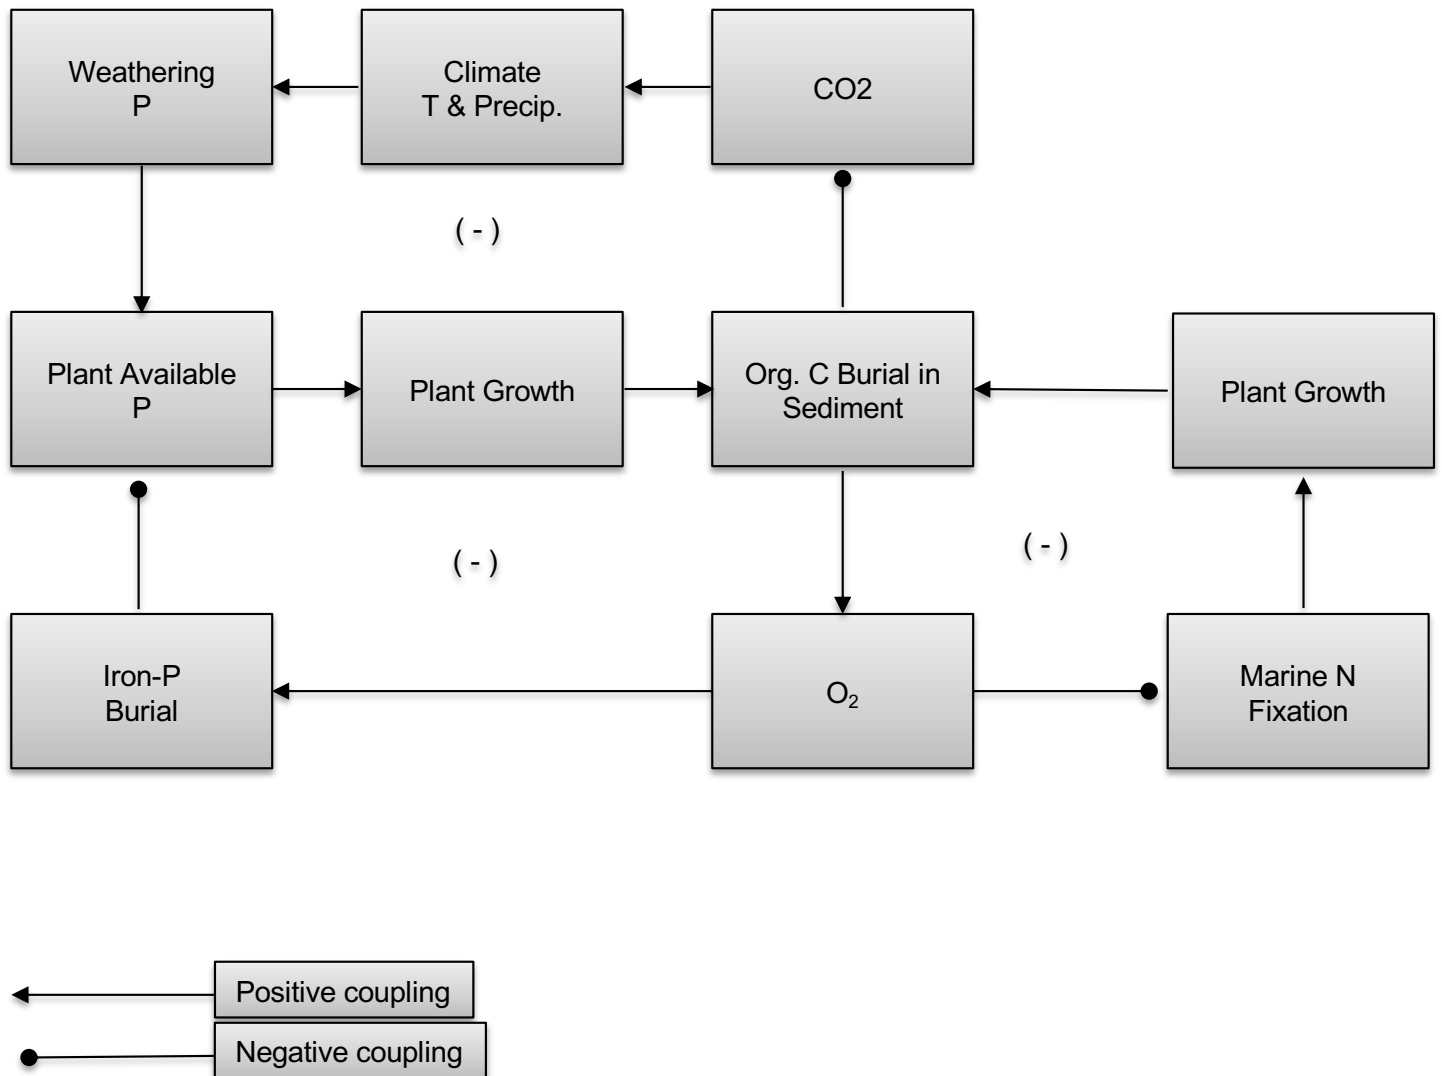 Weathering
P
Climate
T & Precip.
CO2
( - )
Plant Available
P
Plant Growth
Org. C Burial in
Sediment
Plant Growth
( - )
( - )
Iron-P
Burial
O₂
Marine N
Fixation
Positive coupling
Negative coupling